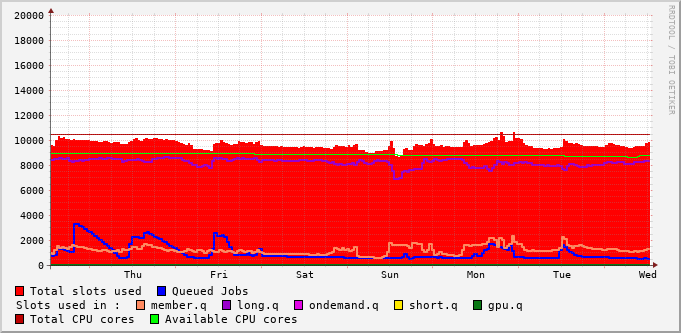 20000
18000
16000
14000
12000
10000
8000
6000
4000
2000
0
Thu Fri Sat Sun Mon Tue Wed
Total slots used Queued Jobs
Slots used in : member.q long.q ondemand.q short.q gpu.q
Total CPU cores Available CPU cores
RRDTOOL / TOBI OETIKER